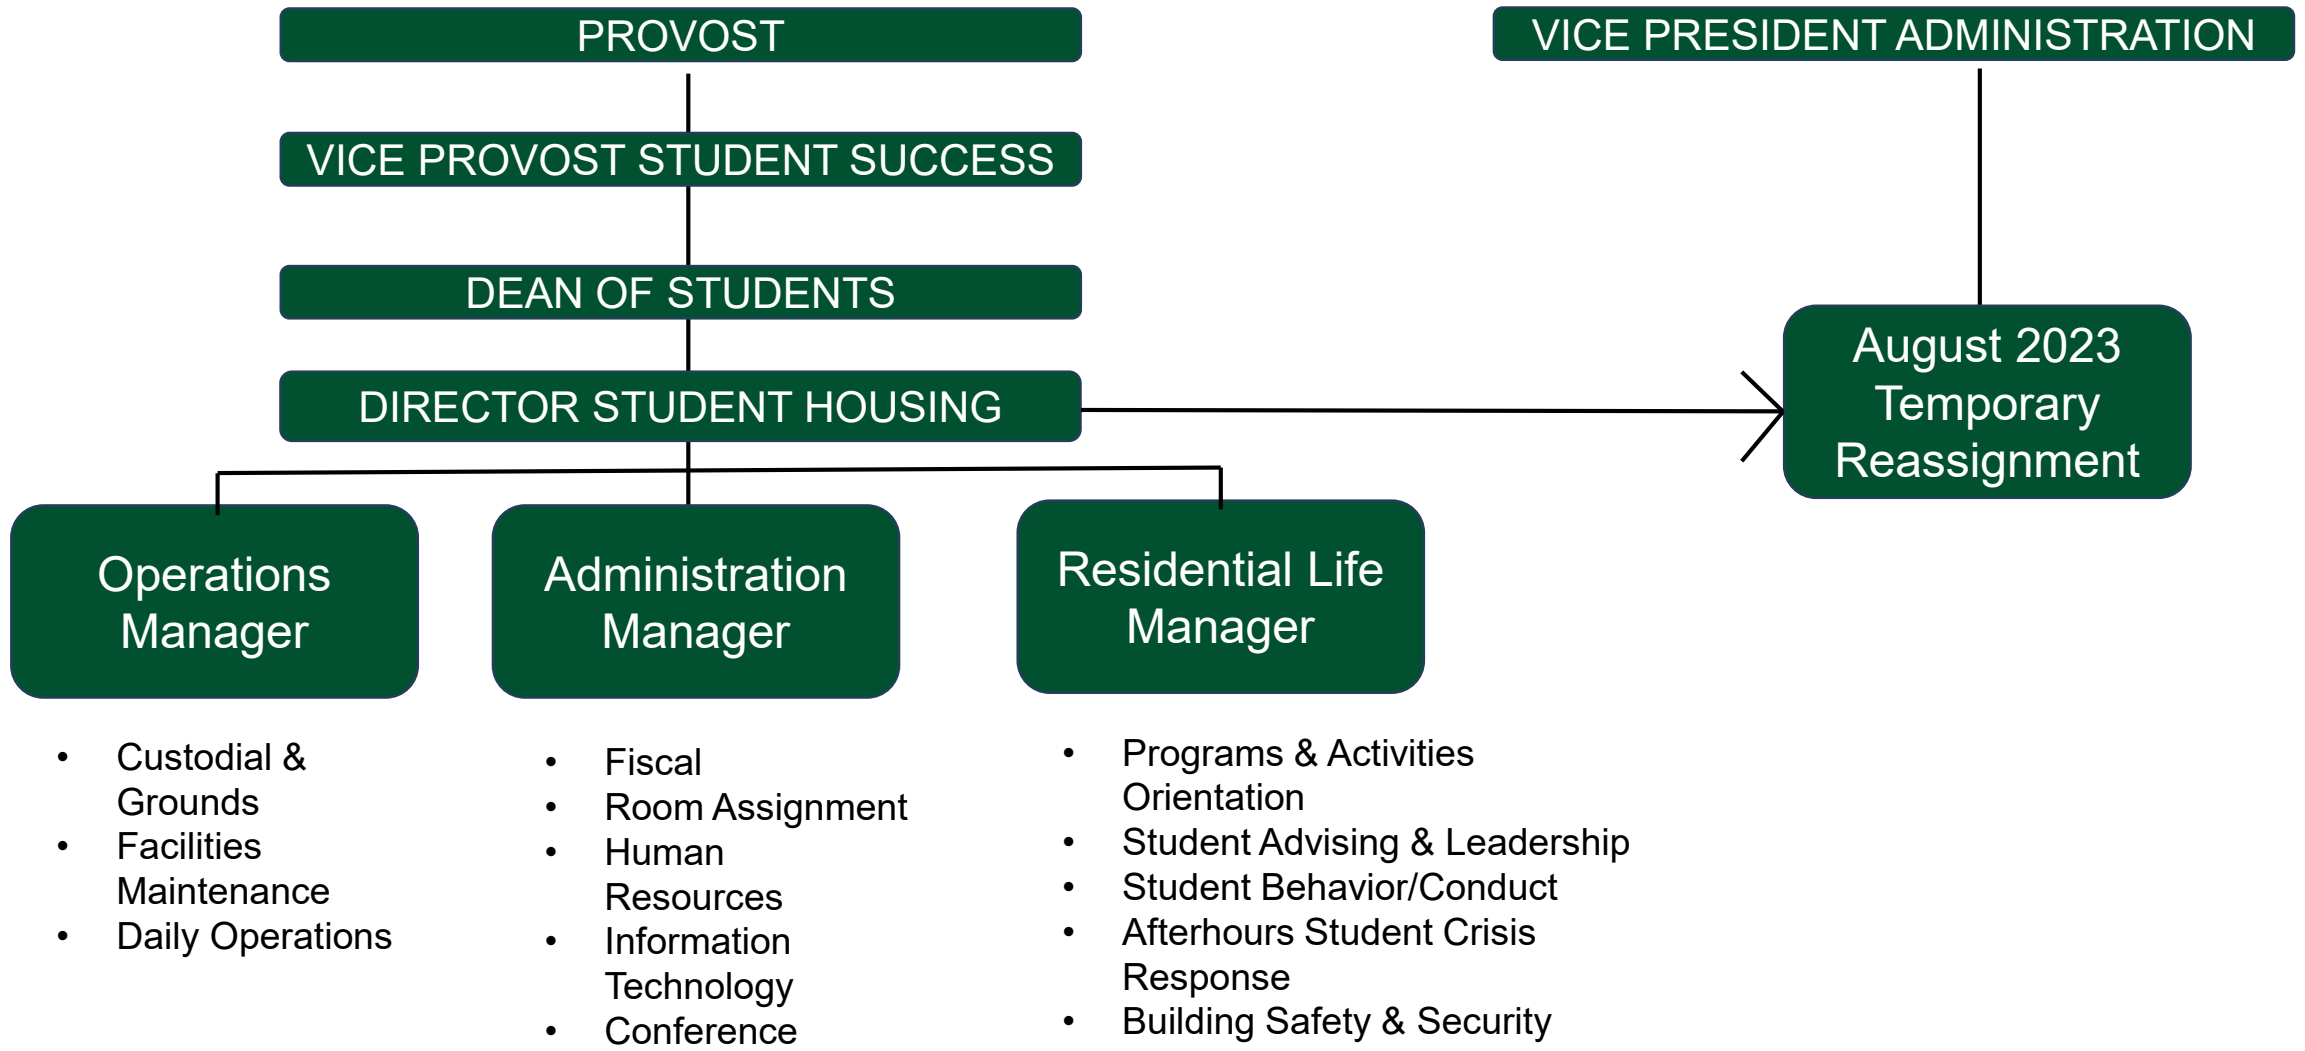 PROVOST
VICE PRESIDENT ADMINISTRATION
VICE PROVOST STUDENT SUCCESS
DEAN OF STUDENTS
DIRECTOR STUDENT HOUSING
August 2023
Temporary
Reassignment
Operations
Manager
Administration
Manager
Residential Life
Manager
• Custodial &
Grounds
• Facilities
Maintenance
• Daily Operations
• Fiscal
• Room Assignment
• Human
Resources
• Information
Technology
• Conference
• Programs & Activities
Orientation
• Student Advising & Leadership
• Student Behavior/Conduct
• Afterhours Student Crisis
Response
• Building Safety & Security